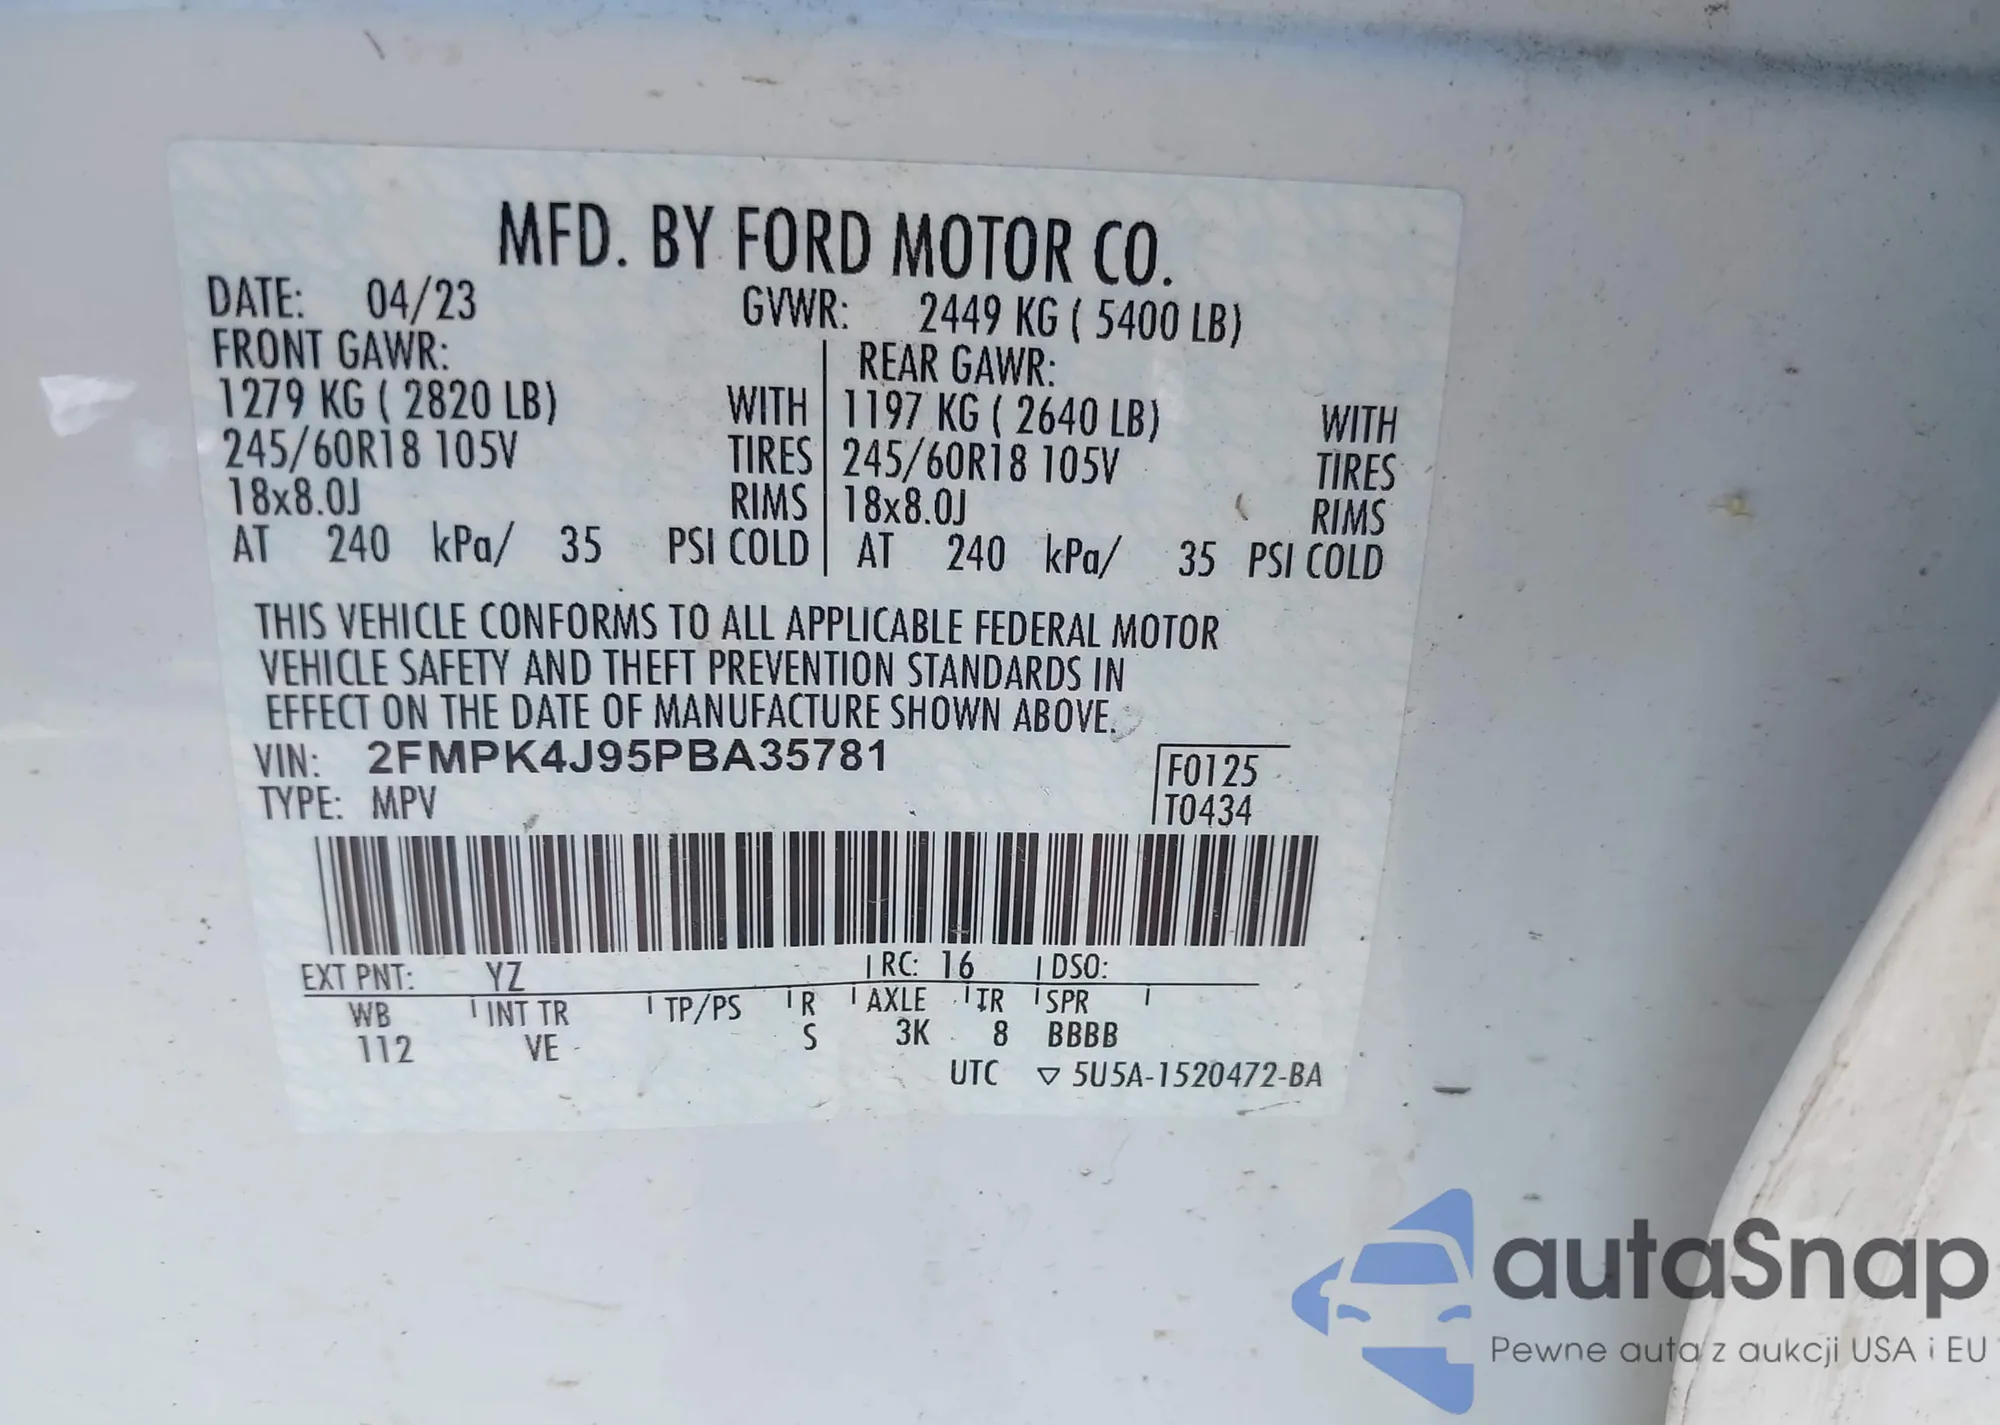 MFD. BY FORD MOTOR CO.
DATE: 04/23 GVWR: 2449 KG ( 5400 LB)
FRONT GAWR: REAR GAWR:
1279 KG ( 2820 LB) WITH 1197 KG ( 2640 LB) WITH
245/60R18 105V TIRES 245/60R18 105V TIRES
18x8.0J RIMS 18x8.0J RIMS
AT 240 kPa/ 35 PSI COLD AT 240 kPa/ 35 PSI COLD
THIS VEHICLE CONFORMS TO ALL APPLICABLE FEDERAL MOTOR
VEHICLE SAFETY AND THEFT PREVENTION STANDARDS IN
EFFECT ON THE DATE OF MANUFACTURE SHOWN ABOVE.
VIN: 2FMPK4J95PBA35781 F0125
TYPE: MPV T0434
EXT PNT: YZ RC: 16 DSO:
WB INT TR TP/PS R AXLE TR SPR
112 VE S 3K 8 BBBB
UTC ▽ 5U5A-1520472-BA
autaSnap
Pewne auta z aukcji USA i EU